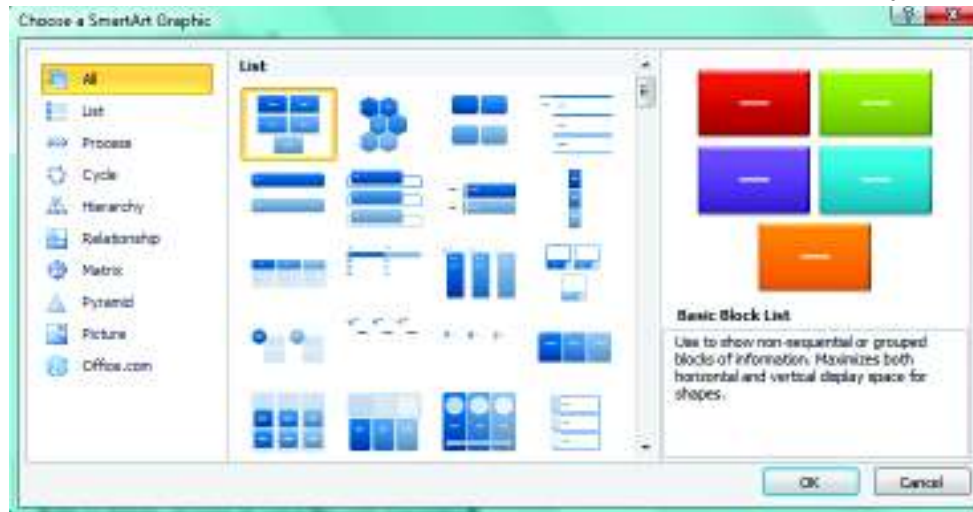 Choose a SmartArt Graphic
All
List
Process
Cycle
Hierarchy
Relationship
Matrix
Pyramid
Picture
Office.com
List
Basic Block List
Use to show non-sequential or grouped
blocks of information. Maximizes both
horizontal and vertical display space for
shapes.
OK
Cancel